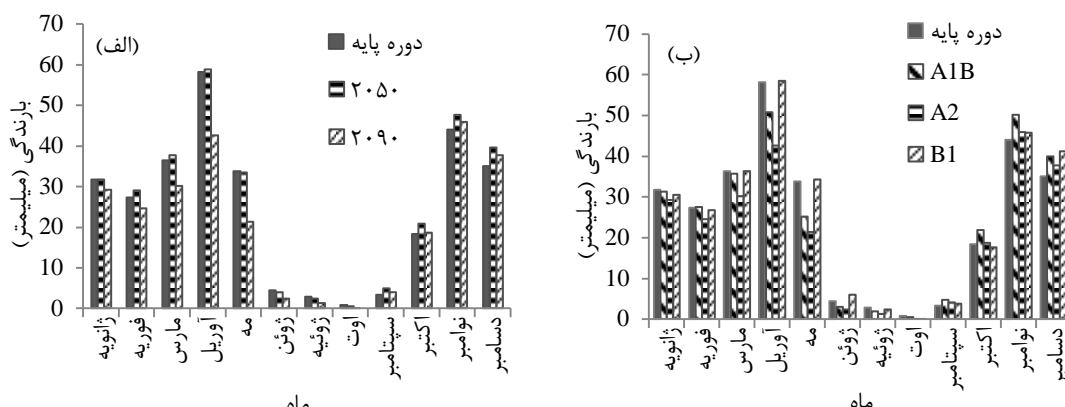 (الف)
دوره پایه
۲۰۵۰
۲۰۹۰
بارندگی (میلیمتر)
70
60
50
40
30
20
10
0
ژانویه
فوریه
مارس
آوریل
مه
ژوئن
ژوئیه
اوت
سپتامبر
اکتبر
نوامبر
دسامبر
ماه
(ب)
دوره پایه
A1B
A2
B1
بارندگی (میلیمتر)
70
60
50
40
30
20
10
0
ژانویه
فوریه
مارس
آوریل
مه
ژوئن
ژوئیه
اوت
سپتامبر
اکتبر
نوامبر
دسامبر
ماه